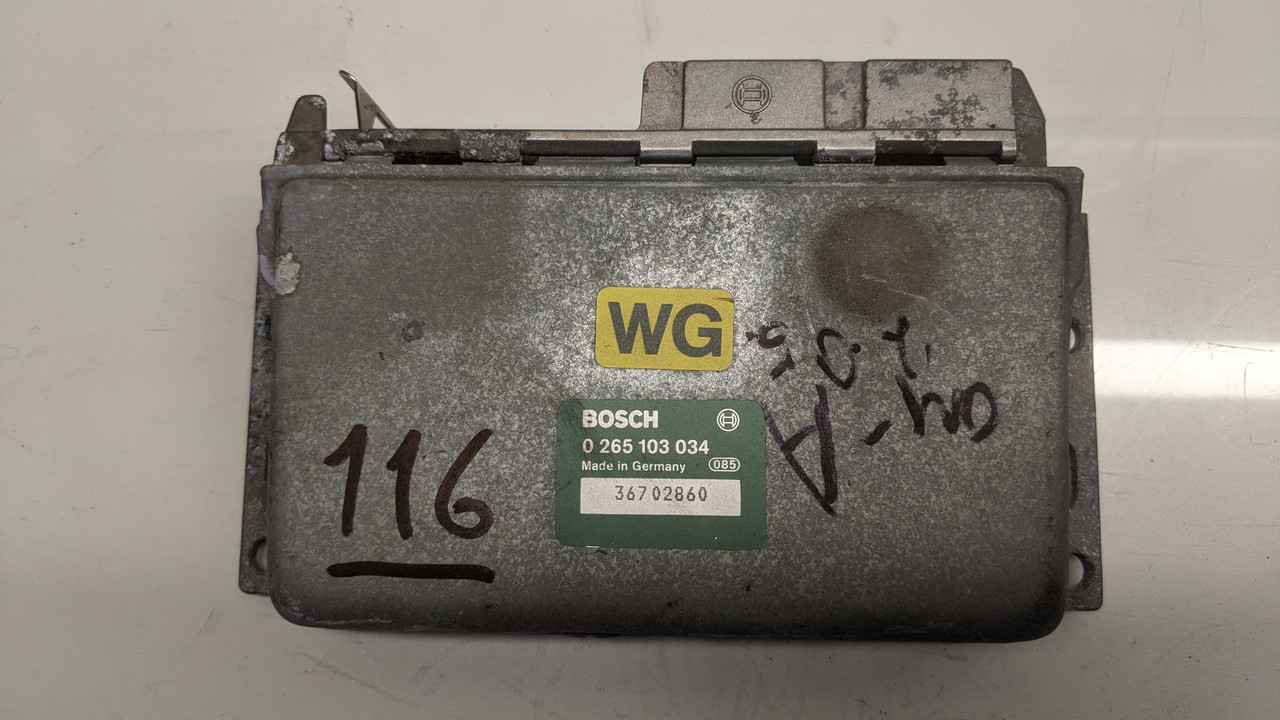 WG
BOSCH
0 265 103 034
Made in Germany 085
36702860
116